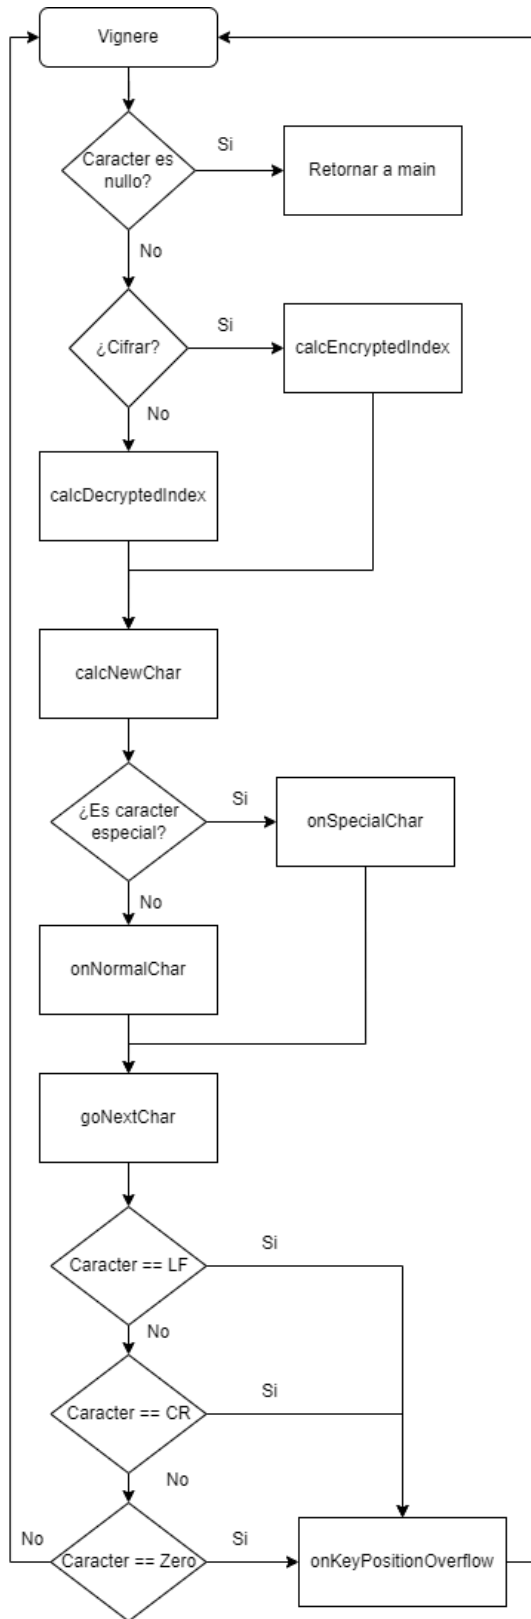 Vignere
Caracter es
nullo?
Si
Retornar a main
No
¿Cifrar?
Si
calcEncryptedIndex
No
calcDecryptedIndex
calcNewChar
¿Es caracter
especial?
Si
onSpecialChar
No
onNormalChar
goNextChar
Caracter == LF
Si
No
Caracter == CR
Si
No
No
Caracter == Zero
Si
onKeyPositionOverflow